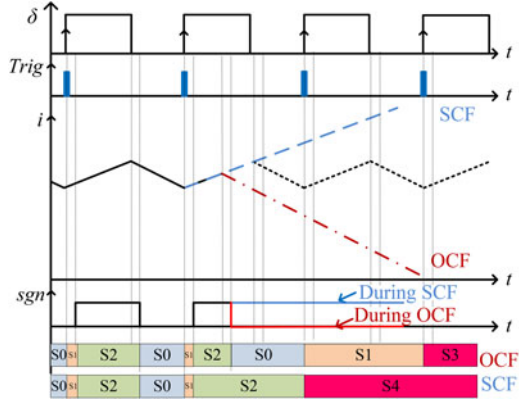 δ
t
Trig
t
i
SCF
OCF
t
sgn
During SCF
During OCF
t
S0 S1 S2 S0 S1 S2 S0 S1 S3 OCF
S0 S1 S2 S0 S1 S2 S4 SCF